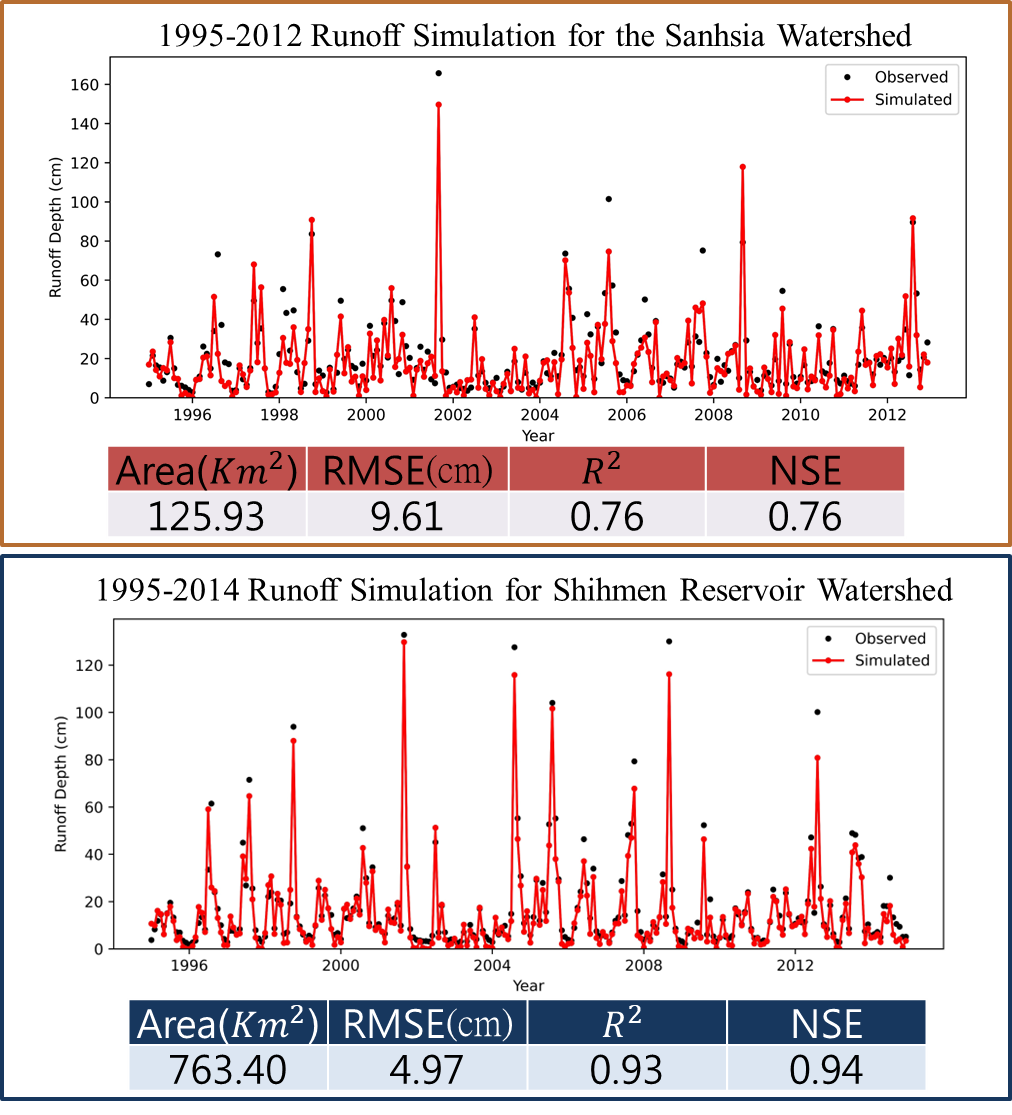 1995-2012 Runoff Simulation for the Sanhsia Watershed
Observed
Simulated
Runoff Depth (cm)
160
140
120
100
80
60
40
20
0
1996 1998 2000 2002 2004 2006 2008 2010 2012
Year
Area(Km²) RMSE(cm) R² NSE
125.93 9.61 0.76 0.76
1995-2014 Runoff Simulation for Shihmen Reservoir Watershed
Observed
Simulated
Runoff Depth (cm)
120
100
80
60
40
20
0
1996 2000 2004 2008 2012
Year
Area(Km²) RMSE(cm) R² NSE
763.40 4.97 0.93 0.94